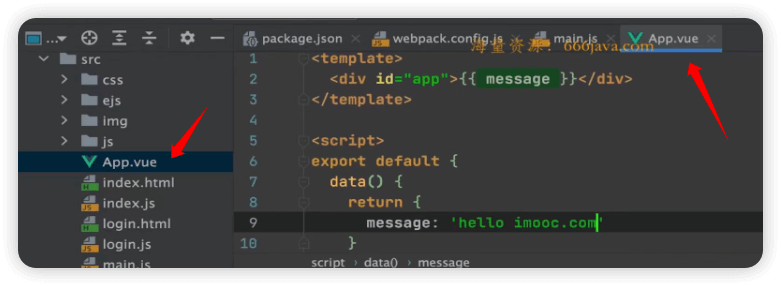 package.json
webpack.config.js
main.js
App.vue
海量资源：666java.com
src
css
ejs
img
js
App.vue
index.html
index.js
login.html
login.js
main.js
1 <template>
2 <div id="app">{{ message }}</div>
3 </template>
4
5 <script>
6 export default {
7 data() {
8 return {
9 message: 'hello imooc.com'
10 }
script › data() › message